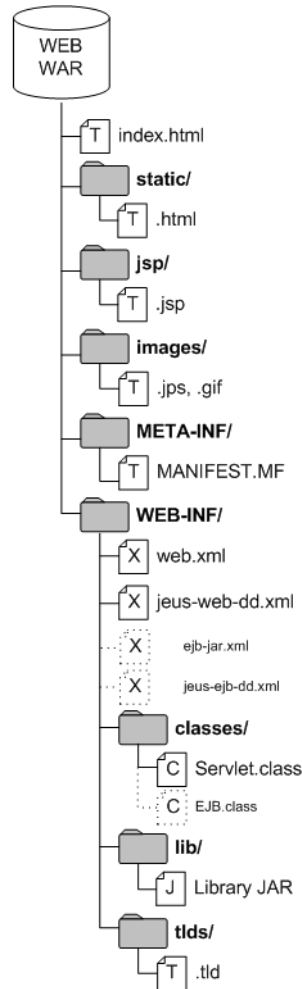 WEB
WAR
T index.html
static/
T .html
jsp/
T .jsp
images/
T .jps, .gif
META-INF/
T MANIFEST.MF
WEB-INF/
X web.xml
X jeus-web-dd.xml
X ejb-jar.xml
X jeus-ejb-dd.xml
classes/
C Servlet.class
C EJB.class
lib/
J Library JAR
tlds/
T .tld